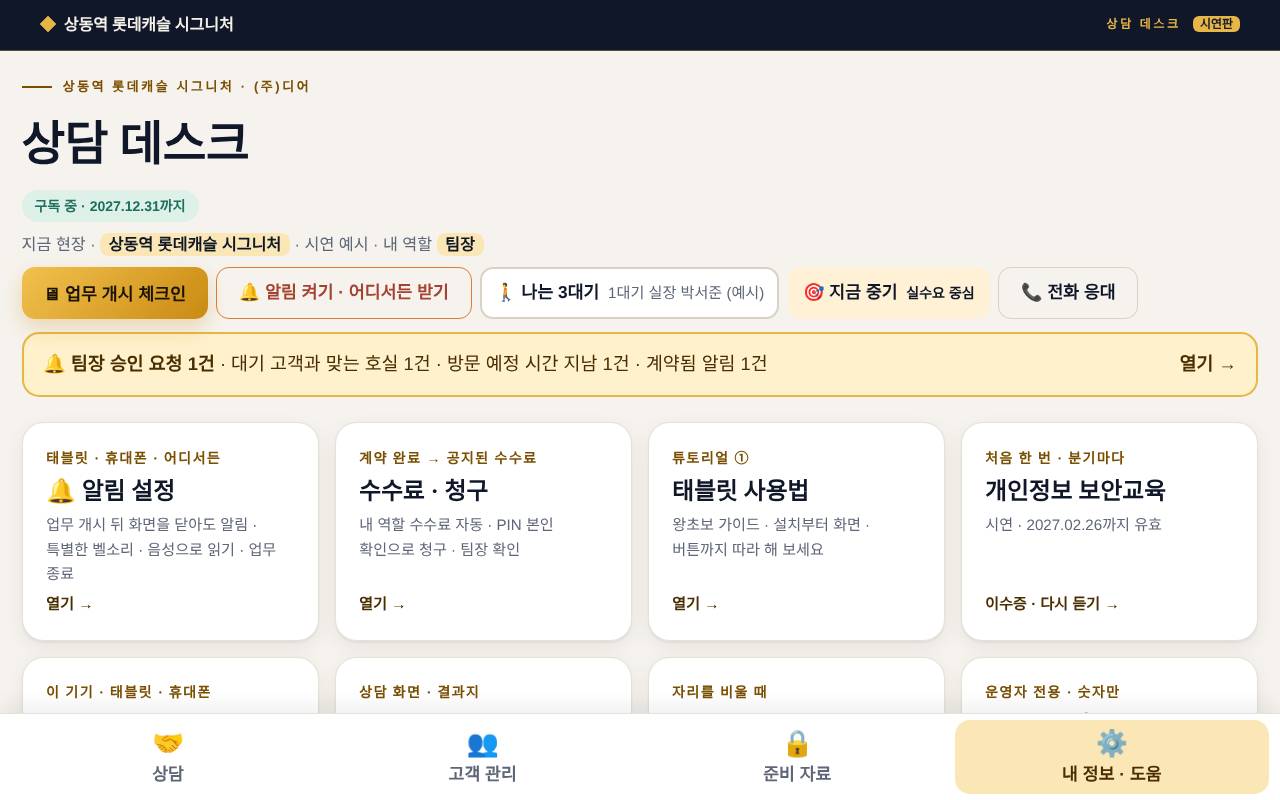 상동역 롯데캐슬 시그니처
상담 데스크 시연판
상동역 롯데캐슬 시그니처 · (주)디어
상담 데스크
구독 중 · 2027.12.31까지
지금 현장 · 상동역 롯데캐슬 시그니처 · 시연 예시 · 내 역할 팀장
🖥 업무 개시 체크인
🔔 알림 켜기 · 어디서든 받기
🚶 나는 3대기 1대기 실장 박서준 (예시)
🎯 지금 중기 실수요 중심
📞 전화 응대
🔔 팀장 승인 요청 1건 · 대기 고객과 맞는 호실 1건 · 방문 예정 시간 지남 1건 · 계약됨 알림 1건 열기 →
태블릿 · 휴대폰 · 어디서든
🔔 알림 설정
업무 개시 뒤 화면을 닫아도 알림 ·
특별한 벨소리 · 음성으로 읽기 · 업무
종료
열기 →
계약 완료 → 공지된 수수료
수수료 · 청구
내 역할 수수료 자동 · PIN 본인
확인으로 청구 · 팀장 확인
열기 →
튜토리얼 ①
태블릿 사용법
왕초보 가이드 · 설치부터 화면 ·
버튼까지 따라 해 보세요
열기 →
처음 한 번 · 분기마다
개인정보 보안교육
시연 · 2027.02.26까지 유효
이수증 · 다시 듣기 →
이 기기 · 태블릿 · 휴대폰
상담 화면 · 결과지
자리를 비울 때
운영자 전용 · 숫자만
상담
고객 관리
준비 자료
내 정보 · 도움